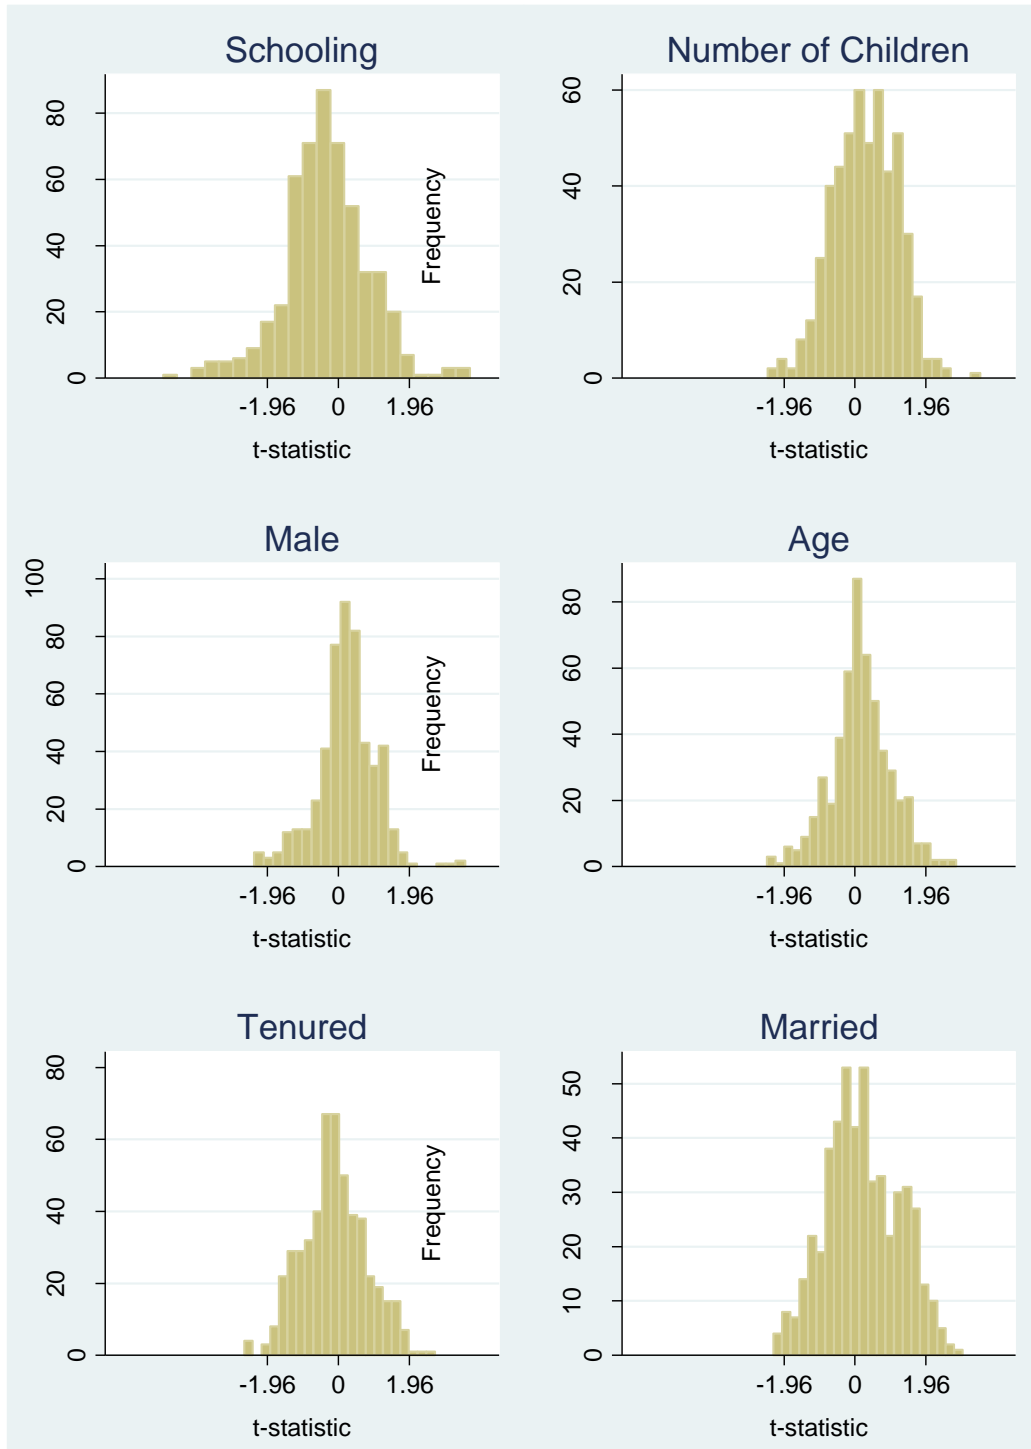 Schooling
80
60
40
20
0
Frequency
-1.96 0 1.96
t-statistic
Number of Children
60
40
20
0
-1.96 0 1.96
t-statistic
Male
100
80
60
40
20
0
Frequency
-1.96 0 1.96
t-statistic
Age
80
60
40
20
0
-1.96 0 1.96
t-statistic
Tenured
80
60
40
20
0
Frequency
-1.96 0 1.96
t-statistic
Married
50
40
30
20
10
0
-1.96 0 1.96
t-statistic